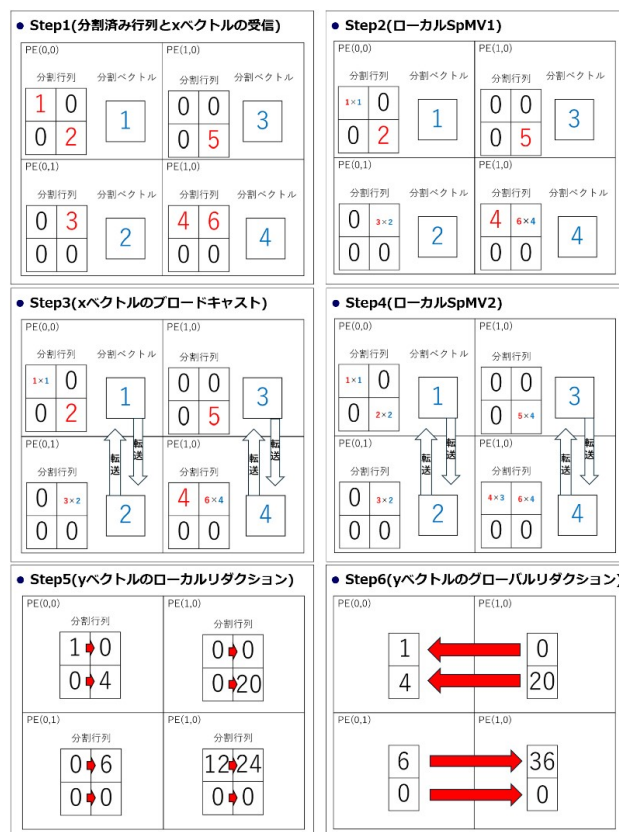 ● Step1(分割済み行列とxベクトルの受信)
PE(0,0)
分割行列 分割ベクトル
1 0
0 2
1
PE(1,0)
分割行列 分割ベクトル
0 0
0 5
3
PE(0,1)
分割行列 分割ベクトル
0 3
0 0
2
PE(1,0)
分割行列 分割ベクトル
4 6
0 0
4
● Step2(ローカルSpMV1)
PE(0,0)
分割行列 分割ベクトル
1×1 0
0 2
1
PE(1,0)
分割行列 分割ベクトル
0 0
0 5
3
PE(0,1)
分割行列 分割ベクトル
0 3×2
0 0
2
PE(1,0)
分割行列 分割ベクトル
4 6×4
0 0
4
● Step3(xベクトルのブロードキャスト)
PE(0,0)
分割行列 分割ベクトル
1×1 0
0 2
1
PE(1,0)
分割行列
0 0
0 5
3
転送 転送
転送 転送
PE(0,1)
分割行列
0 3×2
0 0
2
PE(1,0)
分割行列
4 6×4
0 0
4
● Step4(ローカルSpMV2)
PE(0,0)
分割行列 分割ベクトル
1×1 0
0 2×2
1
PE(1,0)
分割行列
0 0
0 5×4
3
転送 転送
転送 転送
PE(0,1)
分割行列
0 3×2
0 0
2
PE(1,0)
分割行列
4×3 6×4
0 0
4
● Step5(yベクトルのローカルリダクション)
PE(0,0)
分割行列
1 0
0 4
PE(1,0)
分割行列
0 0
0 20
PE(0,1)
分割行列
0 6
0 0
PE(1,0)
分割行列
12 24
0 0
● Step6(yベクトルのグローバルリダクション)
PE(0,0)
1
4
PE(1,0)
0
20
PE(0,1)
6
0
PE(1,0)
36
0